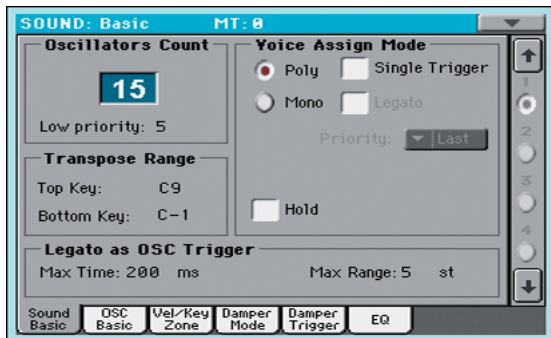 SOUND: Basic MT: 0
Oscillators Count
15
Low priority: 5
Transpose Range
Top Key: C9
Bottom Key: C-1
Voice Assign Mode
Poly Single Trigger
Mono Legato
Priority: Last
Hold
Legato as OSC Trigger
Max Time: 200 ms Max Range: 5 st
1
2
3
4
Sound Basic
OSC Basic
Vel/Key Zone
Damper Mode
Damper Trigger
EQ